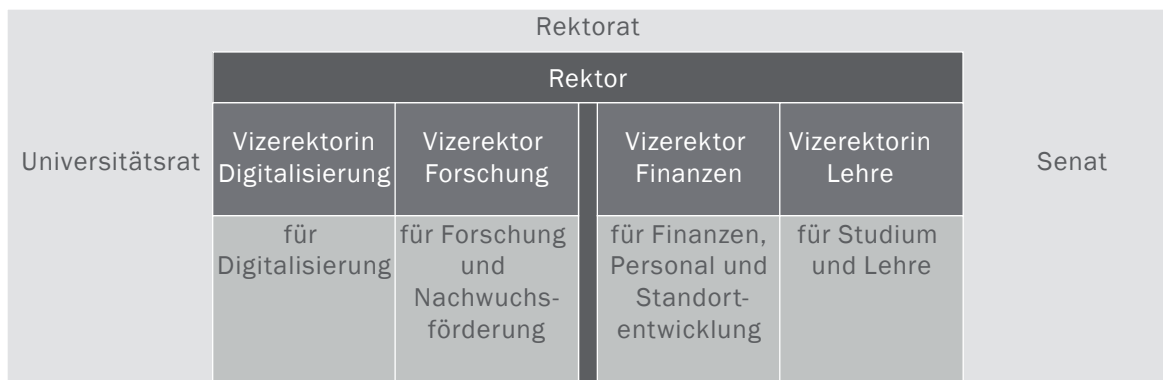 Rektorat
Rektor
Universitätsrat
Vizerektorin
Digitalisierung
Vizerektor
Forschung
Vizerektor
Finanzen
Vizerektorin
Lehre
Senat
für
Digitalisierung
für Forschung
und
Nachwuchs-
förderung
für Finanzen,
Personal und
Standort-
entwicklung
für Studium
und Lehre